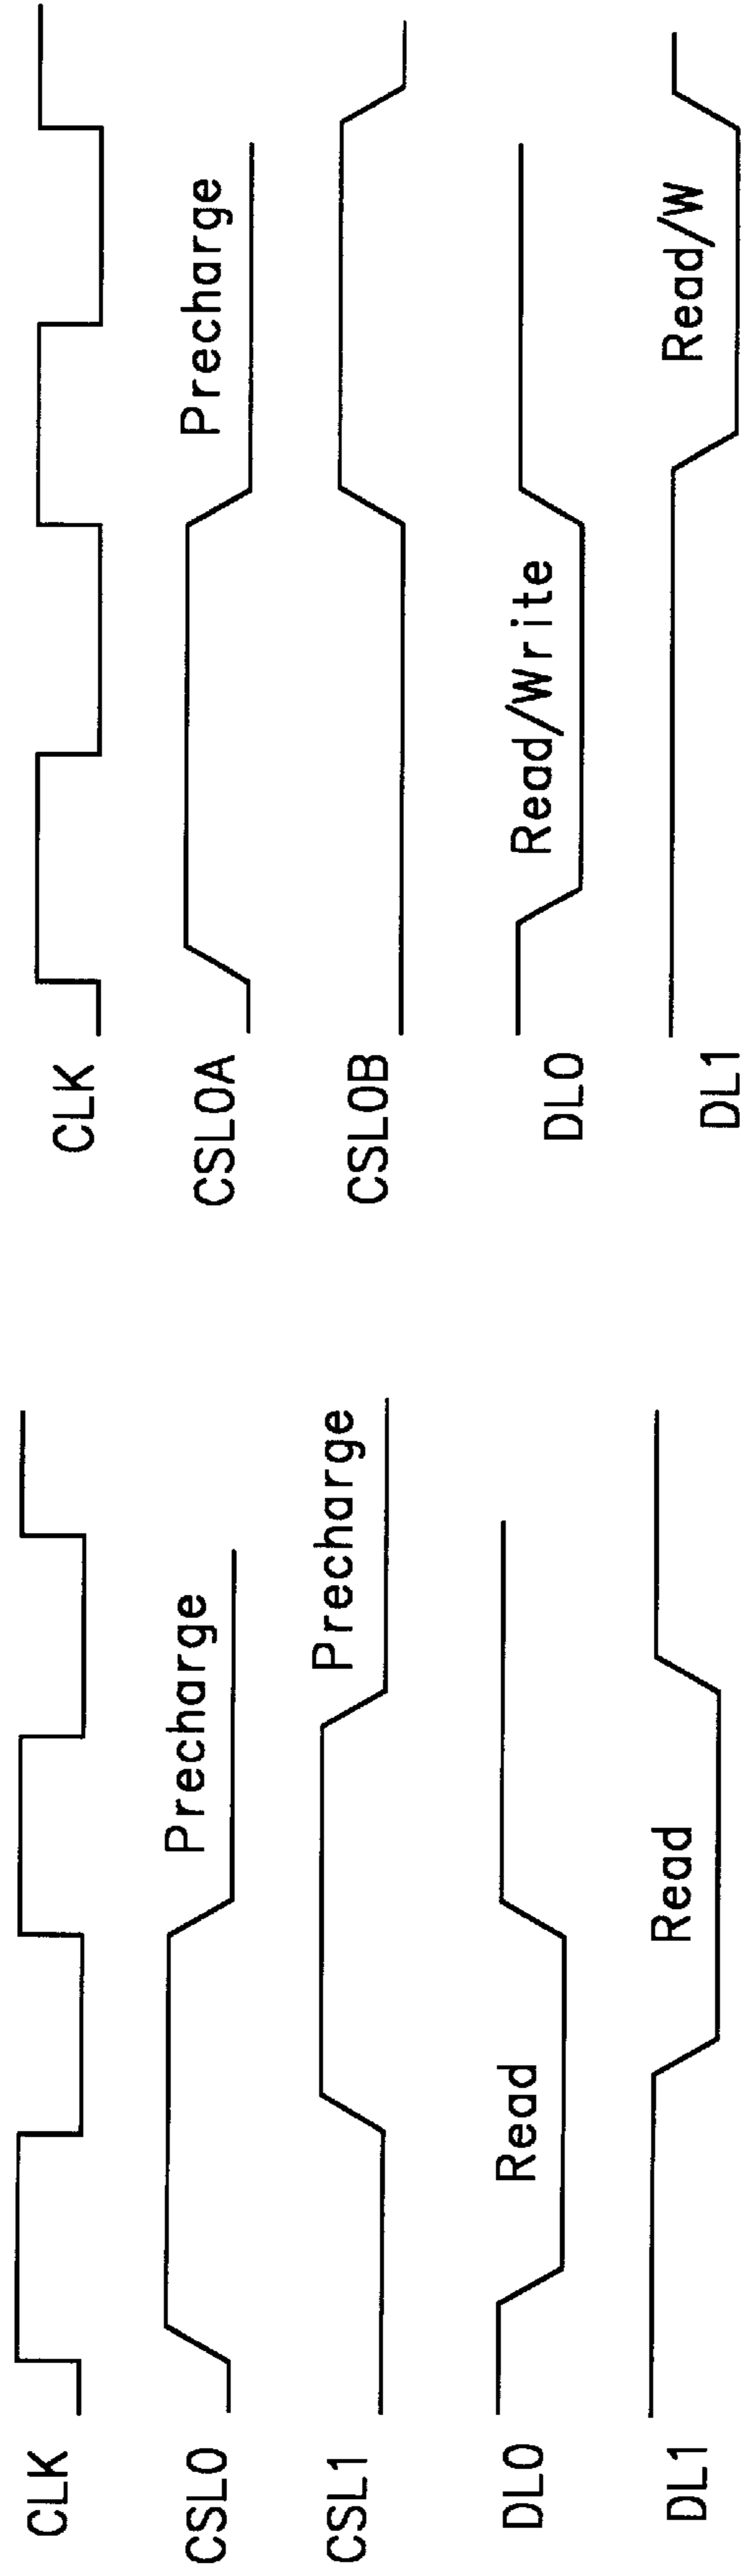 CLK
CSL0
Precharge
CSL1
Precharge
DL0
Read
DL1
Read
CLK
CSL0A
Precharge
CSL0B
DL0
Read/Write
DL1
Read/W